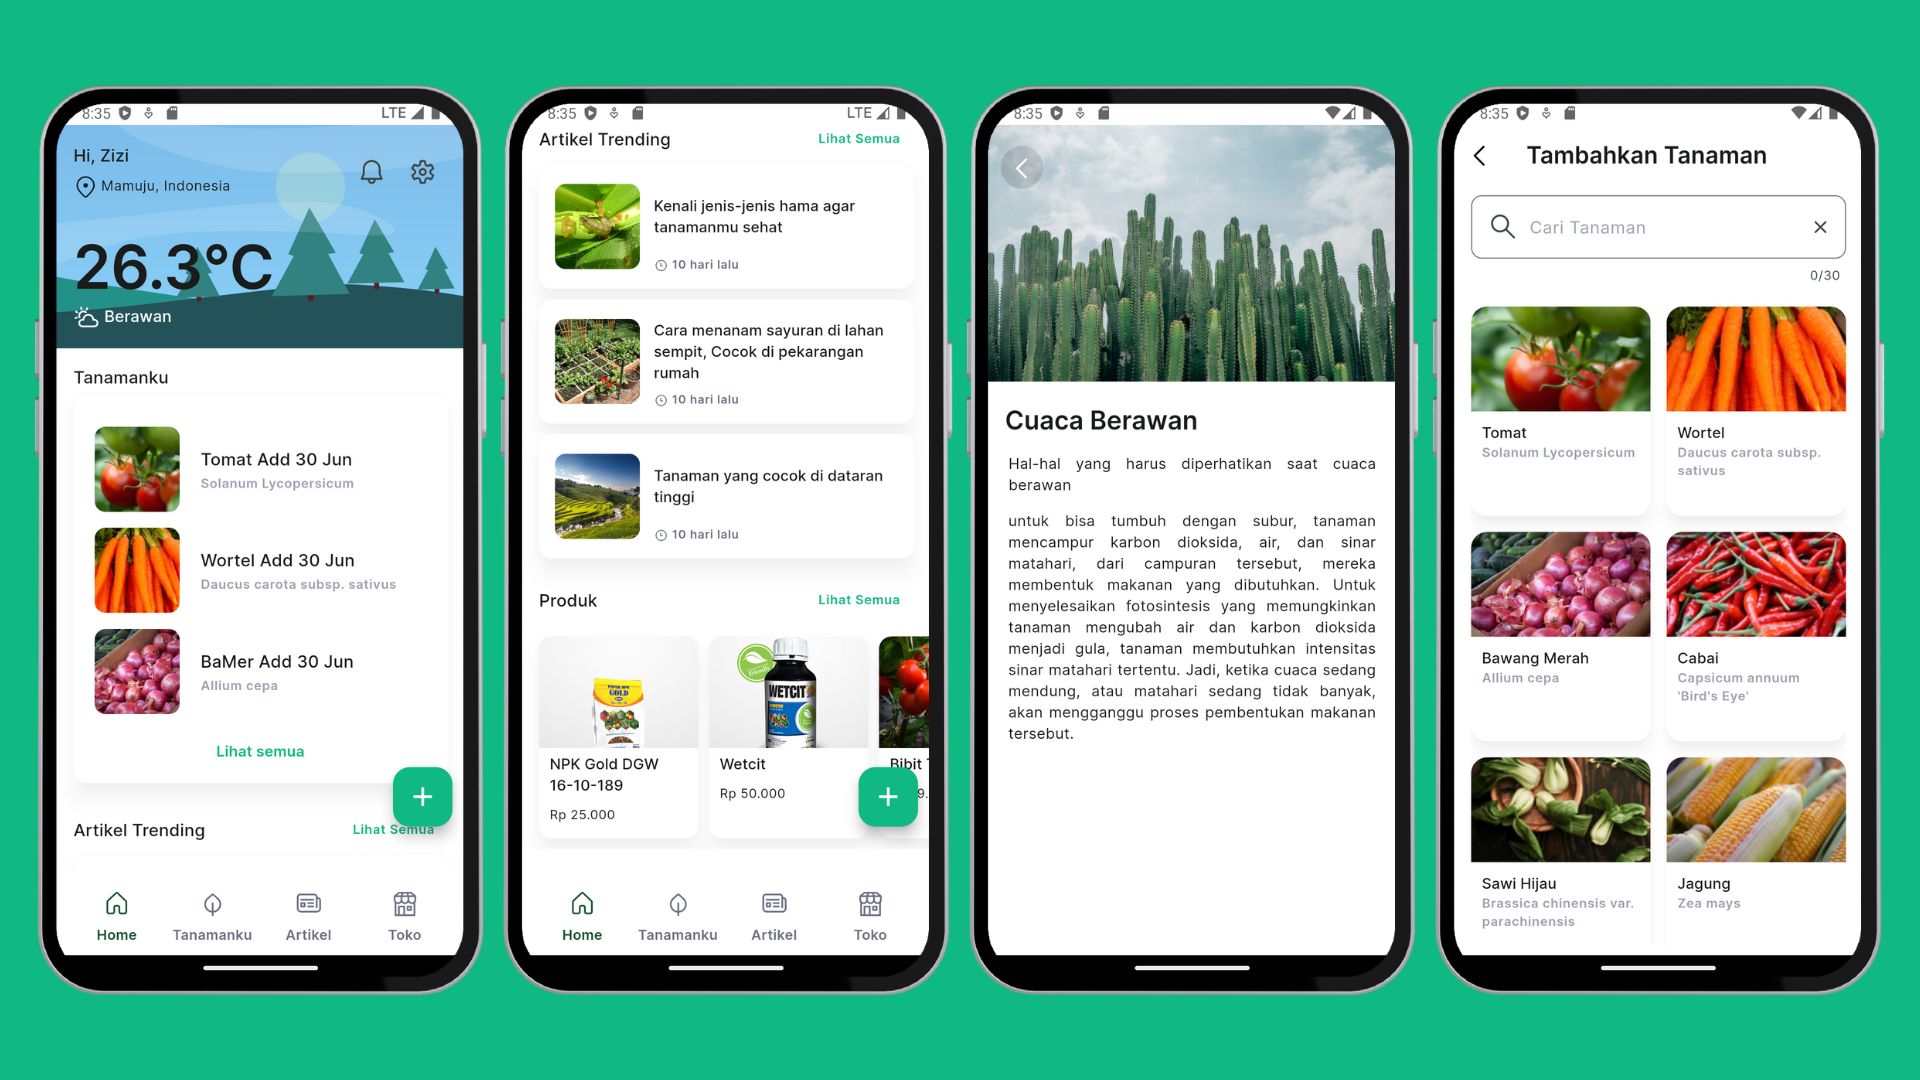 8:35
LTE
Hi, Zizi
Mamuju, Indonesia
26.3°C
Berawan
Tanamanku
Tomat Add 30 Jun
Solanum Lycopersicum
Wortel Add 30 Jun
Daucus carota subsp. sativus
BaMer Add 30 Jun
Allium cepa
Lihat semua
Artikel Trending
Lihat Semua
Home
Tanamanku
Artikel
Toko
8:35
LTE
Artikel Trending
Lihat Semua
Kenali jenis-jenis hama agar
tanamanmu sehat
10 hari lalu
Cara menanam sayuran di lahan
sempit, Cocok di pekarangan
rumah
10 hari lalu
Tanaman yang cocok di dataran
tinggi
10 hari lalu
Produk
Lihat Semua
GOLD
WETCIT
NPK Gold DGW
16-10-189
Rp 25.000
Wetcit
Rp 50.000
Bibit
9.
Home
Tanamanku
Artikel
Toko
8:35
Cuaca Berawan
Hal-hal yang harus diperhatikan saat cuaca
berawan
untuk bisa tumbuh dengan subur, tanaman
mencampur karbon dioksida, air, dan sinar
matahari, dari campuran tersebut, mereka
membentuk makanan yang dibutuhkan. Untuk
menyelesaikan fotosintesis yang memungkinkan
tanaman mengubah air dan karbon dioksida
menjadi gula, tanaman membutuhkan intensitas
sinar matahari tertentu. Jadi, ketika cuaca sedang
mendung, atau matahari sedang tidak banyak,
akan mengganggu proses pembentukan makanan
tersebut.
8:35
Tambahkan Tanaman
Cari Tanaman
0/30
Tomat
Solanum Lycopersicum
Wortel
Daucus carota subsp.
sativus
Bawang Merah
Allium cepa
Cabai
Capsicum annuum
'Bird's Eye'
Sawi Hijau
Brassica chinensis var.
parachinensis
Jagung
Zea mays